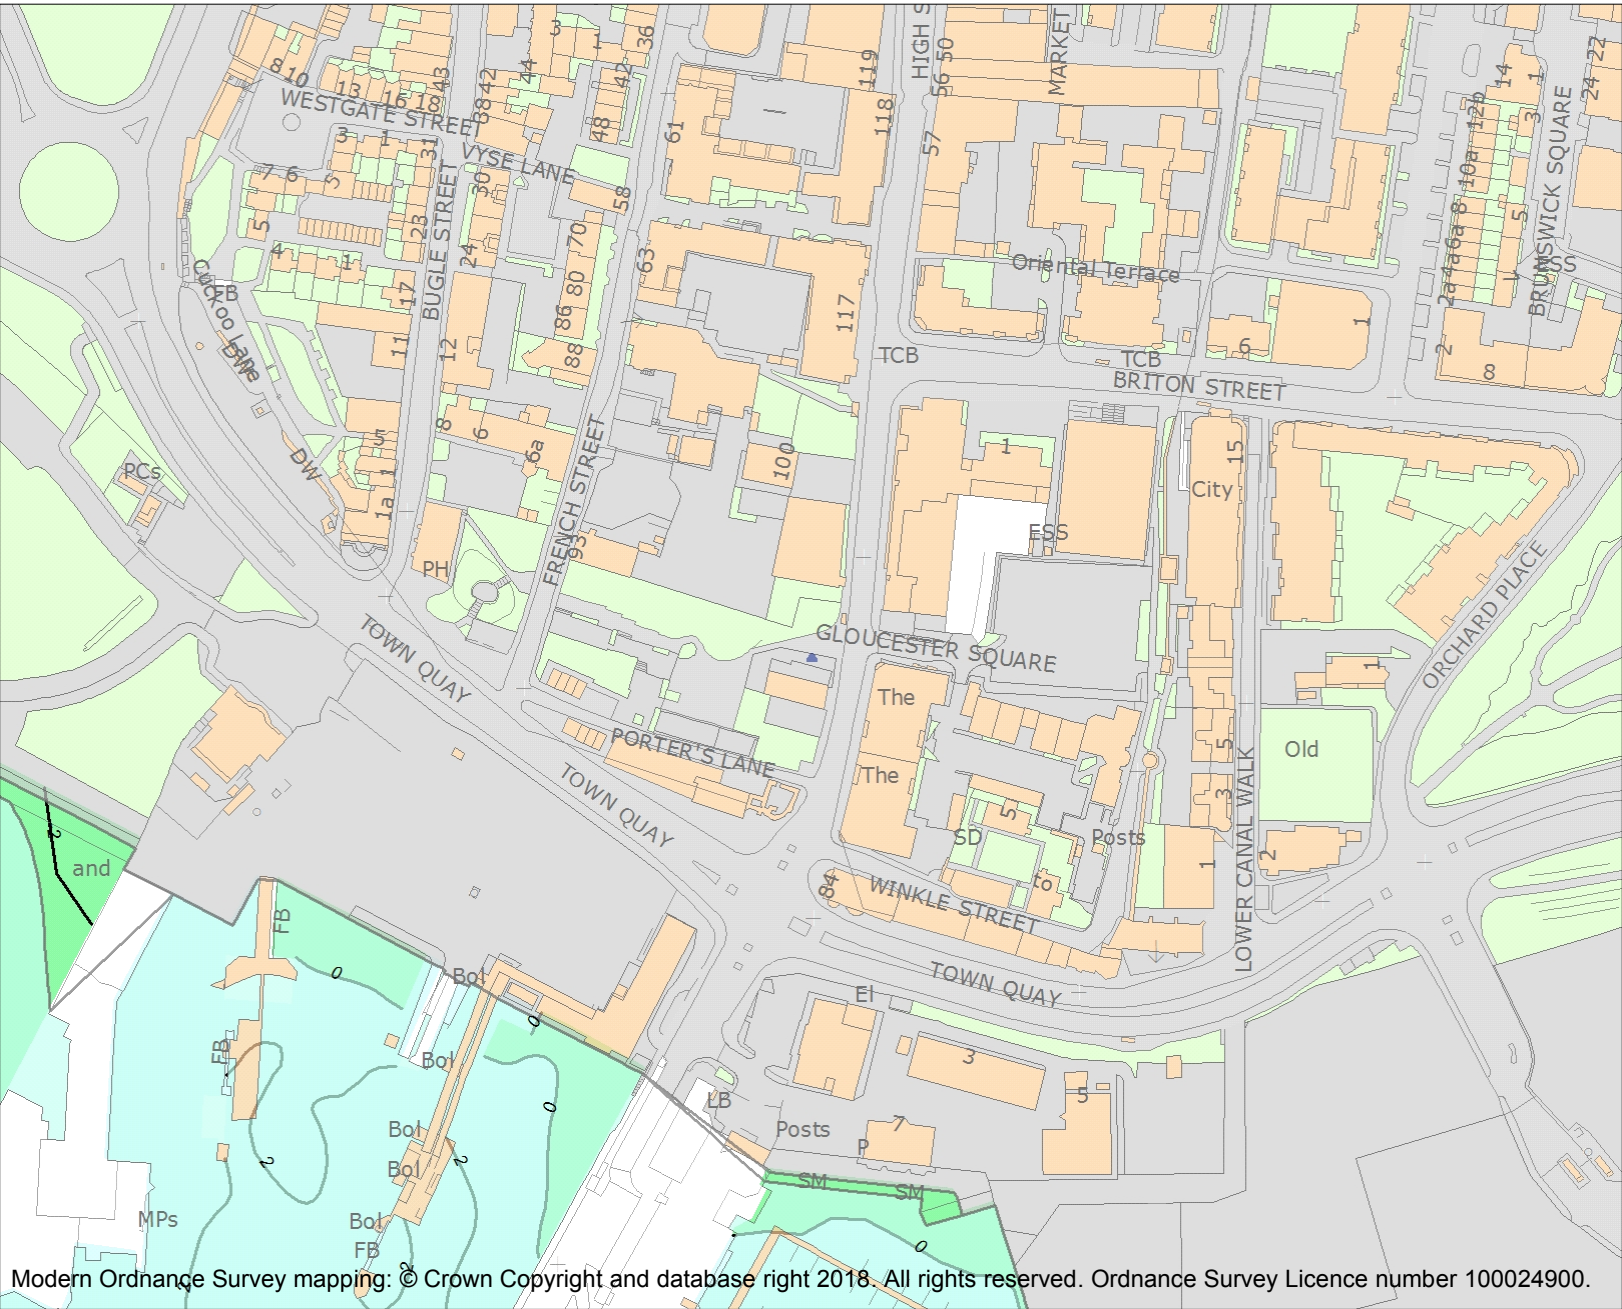 3
1
36
119
HIGH S
50
56
MARKET
22
24
14
1
8
10
13
16
18
43
42
38
44
42
48
WESTGATE STREET
61
118
57
12b
3
10a
BRUNSWICK SQUARE
3
1
31
VYSE LANE
7
6
5
30
58
5
23
BUGLE STREET
24
70
63
8
5
4
1
Oriental Terrace
6a
4a
2a
ESS
Cuckoo Lane
FB
17
80
86
117
1
DW
11
12
88
TCB
TCB
6
2
8
BRITON STREET
8
6
5
6a
1
100
1
15
PCs
DW
1
1a
FRENCH STREET
City
93
ESS
PH
ORCHARD PLACE
TOWN QUAY
GLOUCESTER SQUARE
1
The
PORTER'S LANE
5
Old
TOWN QUAY
The
3
LOWER CANAL WALK
5
SD
Posts
2
and
1
2
84
WINKLE STREET
to
FB
0
Bol
TOWN QUAY
El
0
FB
Bol
3
5
0
LB
7
Bol
Posts
P
2
Bol
2
SM
SM
MPs
Bol
FB
0
2
2
Modern Ordnance Survey mapping: © Crown Copyright and database right 2018. All rights reserved. Ordnance Survey Licence number 100024900.